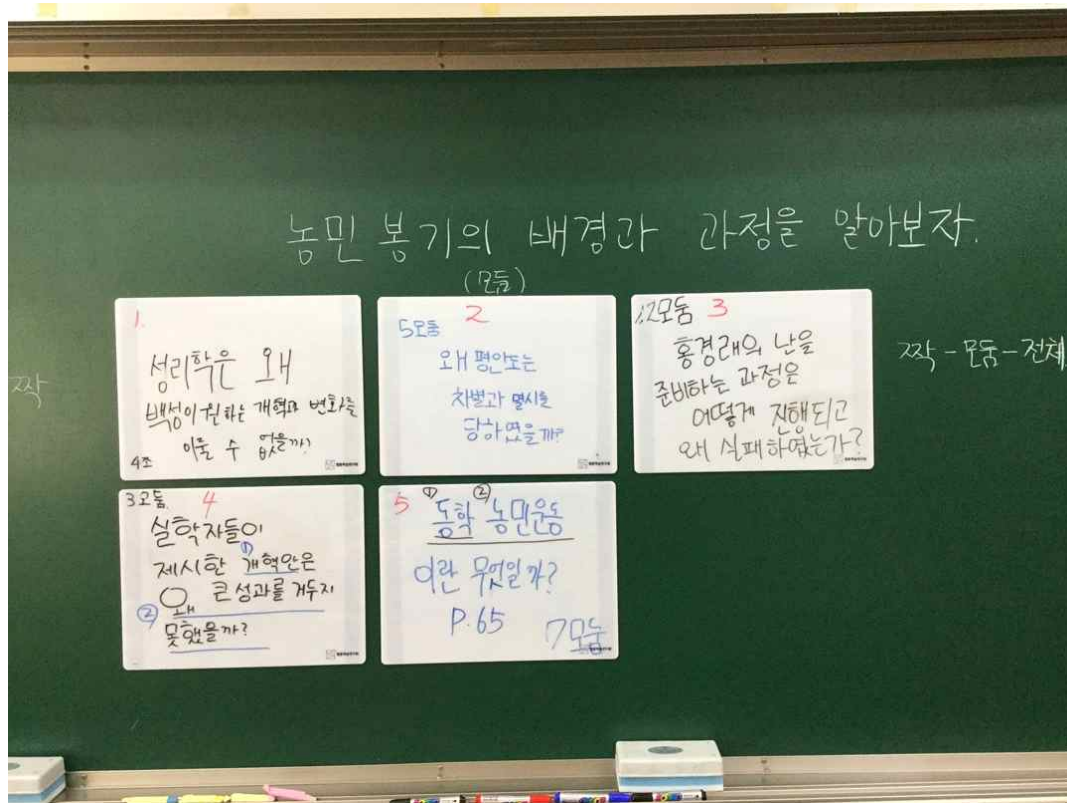 농민 봉기의 배경과 과정을 알아보자.
(모둠)
짝
짝-모둠-전체
1.
성리학은 왜
백성이 원하는 개혁과 변화를
이룰 수 없을까?
4조
5모둠 2
왜 평안도는
차별과 멸시를
당하였을까?
1,2모둠 3
홍경래의 난을
준비하는 과정은
어떻게 진행되고
왜 실패하였는가?
3모둠 4
실학자들이
제시한 ①개혁안은
왜 큰 성과를 거두지
② 못했을까?
5 ①동학 ②농민운동
이란 무엇일까?
P.65
7모둠